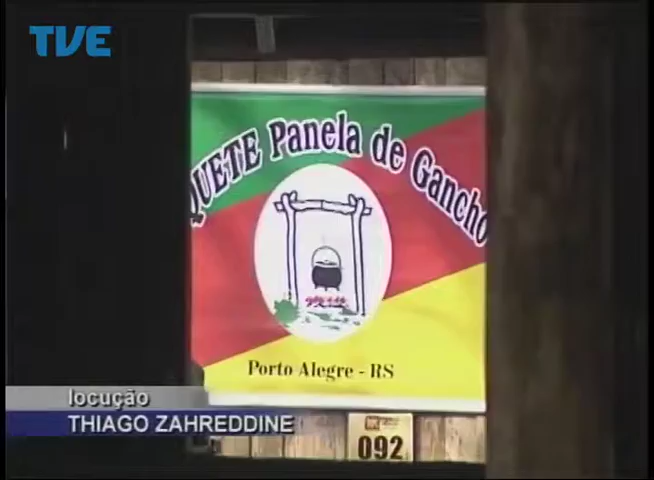 TVE
QUETE Panela de Gancho
Porto Alegre - RS
locução
THIAGO ZAHREDDINE
092